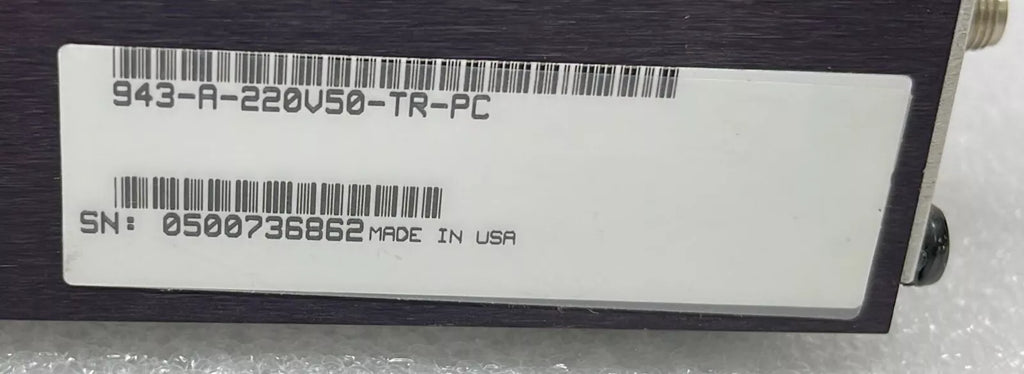 943-A-220V50-TR-PC
SN: 0500736862 MADE IN USA